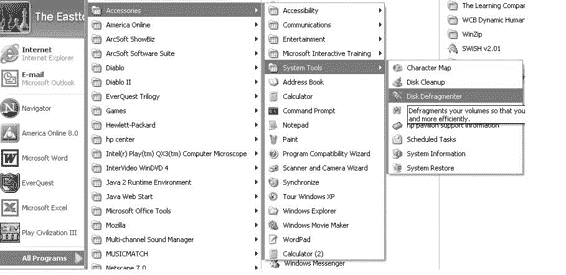 The Eastto
Internet
Internet Explorer
E-mail
Microsoft Outlook
Navigator
America Online 8.0
Microsoft Word
EverQuest
Microsoft Excel
Play Civilization III
All Programs
Accessories
America Online
ArcSoft ShowBiz
ArcSoft Software Suite
Diablo
Diablo II
EverQuest Trilogy
Games
Hewlett-Packard
hp center
Intel(r) Play(tm) QX3(tm) Computer Microscope
InterVideo WinDVD 4
Java 2 Runtime Environment
Java Web Start
Microsoft Office Tools
Mozilla
Multi-channel Sound Manager
MUSICMATCH
Netscape 7.0
Accessibility
Communications
Entertainment
Microsoft Interactive Training
System Tools
Address Book
Calculator
Command Prompt
Notepad
Paint
Program Compatibility Wizard
Scanner and Camera Wizard
Synchronize
Tour Windows XP
Windows Explorer
Windows Movie Maker
WordPad
Calculator (2)
Windows Messenger
The Learning Compa
WCB Dynamic Human
WinZip
SWiSH v2.01
Character Map
Disk Cleanup
Disk Defragmenter
Defragments your volumes so that you
and more efficiently.
hp pavilion support information
Scheduled Tasks
System Information
System Restore